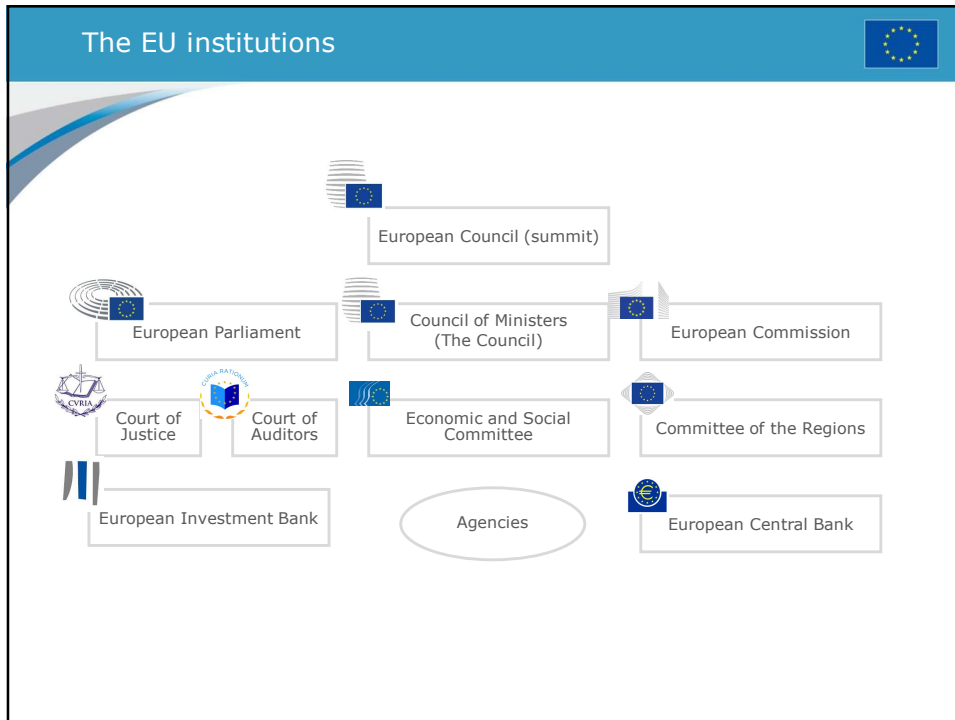 The EU institutions
European Council (summit)
European Parliament
Council of Ministers
(The Council)
European Commission
CVRIA
CURIA RATIONUM
Court of
Justice
Court of
Auditors
Economic and Social
Committee
Committee of the Regions
European Investment Bank
Agencies
€
European Central Bank